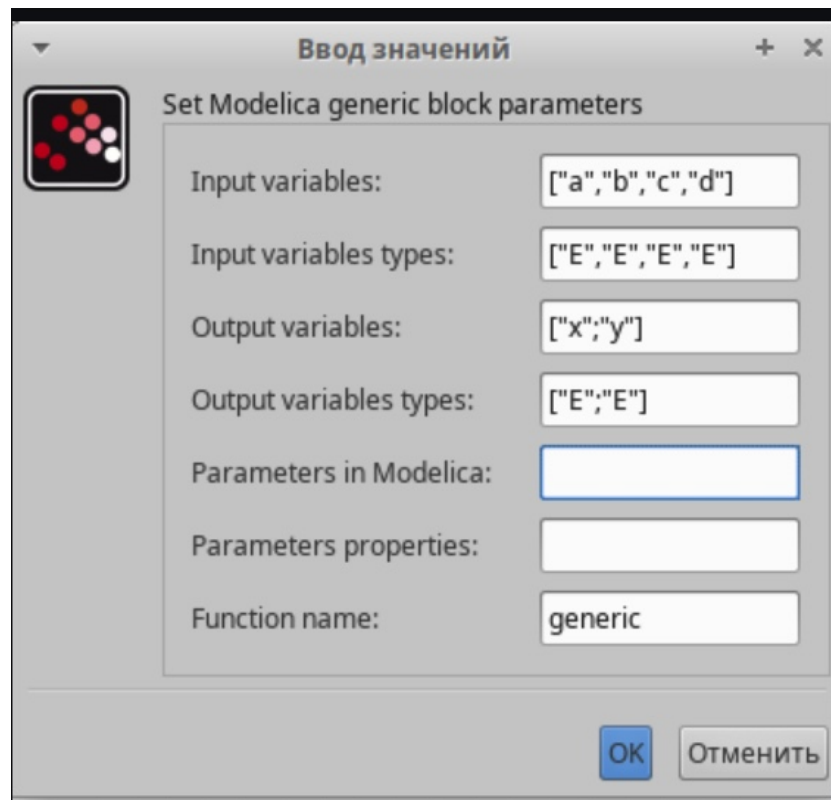 Ввод значений
Set Modelica generic block parameters
Input variables: ["a","b","c","d"]
Input variables types: ["E","E","E","E"]
Output variables: ["x";"y"]
Output variables types: ["E";"E"]
Parameters in Modelica:
Parameters properties:
Function name: generic
OK Отменить